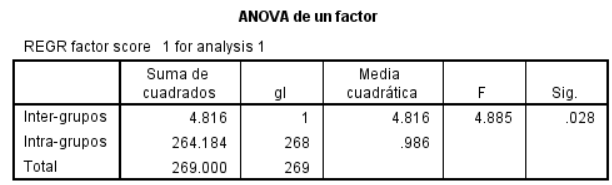 ANOVA de un factor
REGR factor score 1 for analysis 1
Suma de cuadrados gl Media cuadrática F Sig.
Inter-grupos 4.816 1 4.816 4.885 .028
Intra-grupos 264.184 268 .986
Total 269.000 269